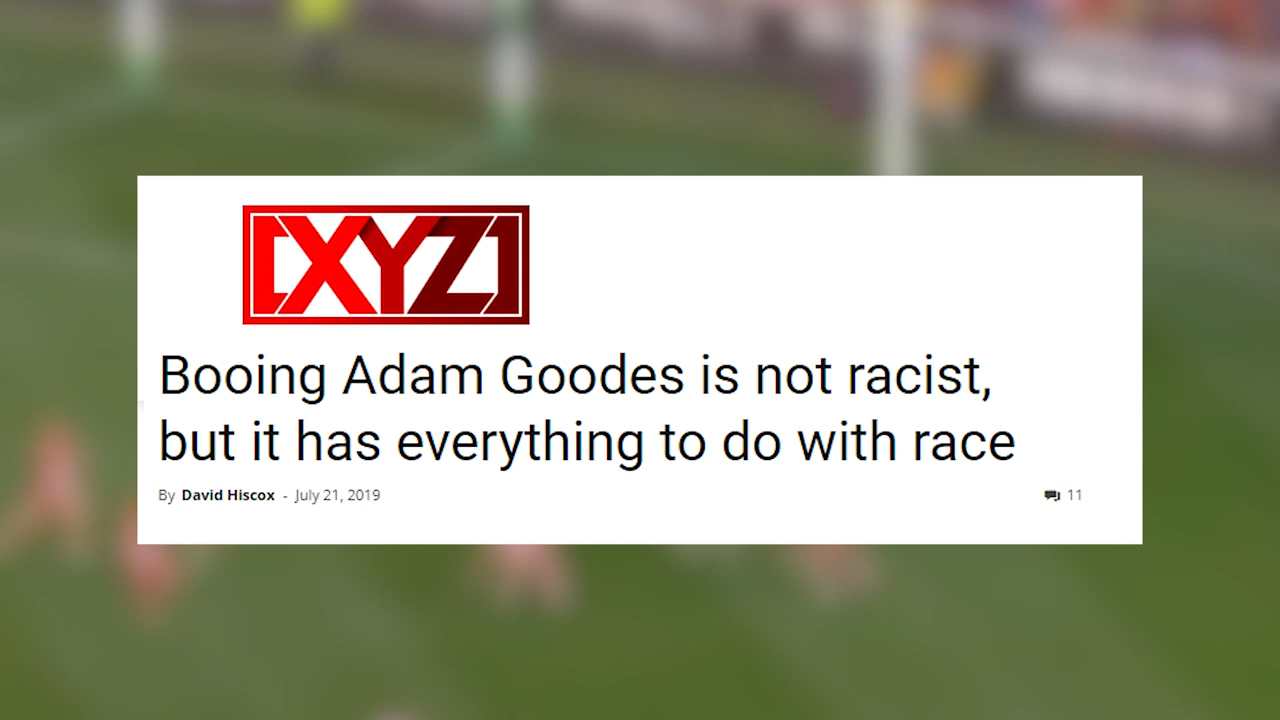 [XYZ]
Booing Adam Goodes is not racist,
but it has everything to do with race
By David Hiscox - July 21, 2019
11